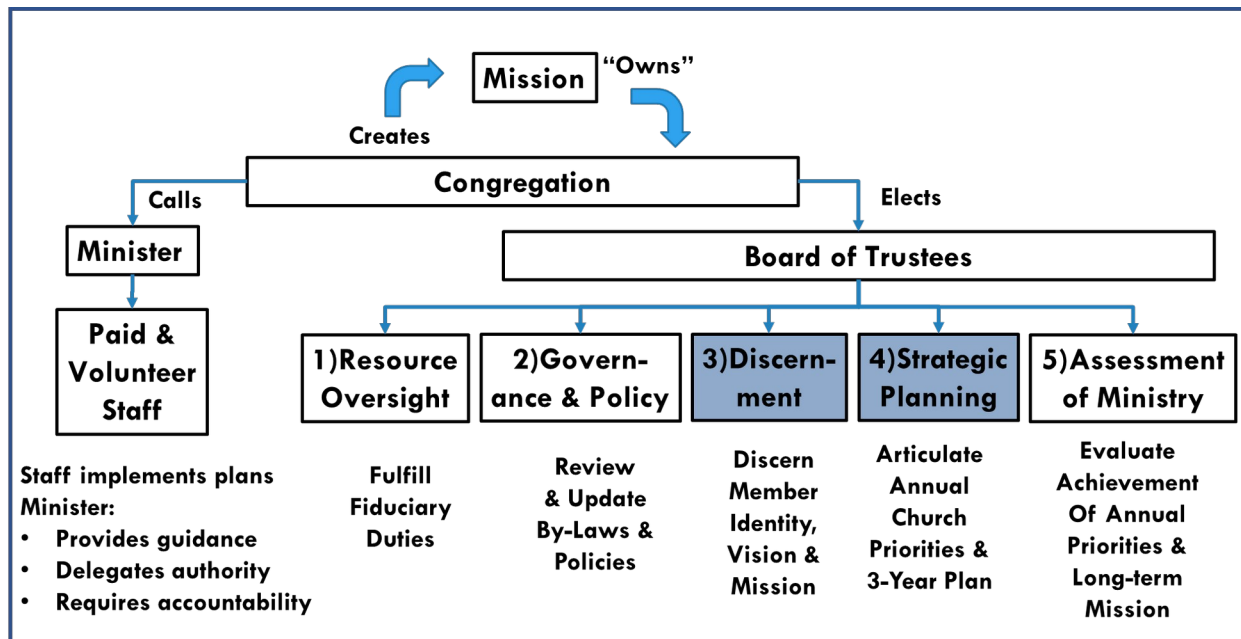 Mission
"Owns"
Creates
Congregation
Calls
Elects
Minister
Board of Trustees
Paid &
Volunteer
Staff
1)Resource
Oversight
2)Govern-
ance & Policy
3)Discern-
ment
4)Strategic
Planning
5)Assessment
of Ministry
Staff implements plans
Minister:
• Provides guidance
• Delegates authority
• Requires accountability
Fulfill
Fiduciary
Duties
Review
& Update
By-Laws &
Policies
Discern
Member
Identity,
Vision &
Mission
Articulate
Annual
Church
Priorities &
3-Year Plan
Evaluate
Achievement
Of Annual
Priorities &
Long-term
Mission